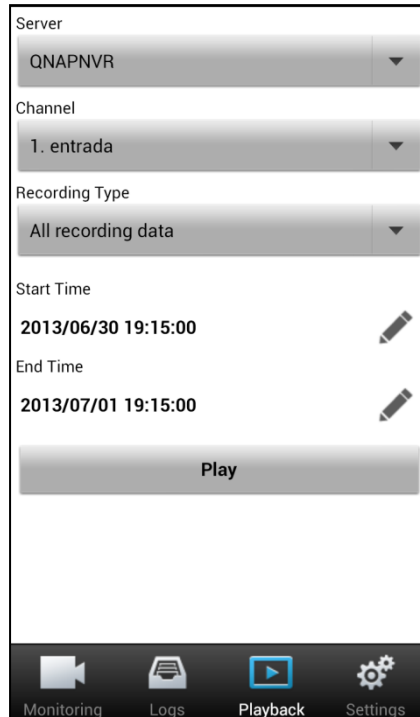 Server
QNAPNVR
Channel
1. entrada
Recording Type
All recording data
Start Time
2013/06/30 19:15:00
End Time
2013/07/01 19:15:00
Play
Monitoring Logs Playback Settings